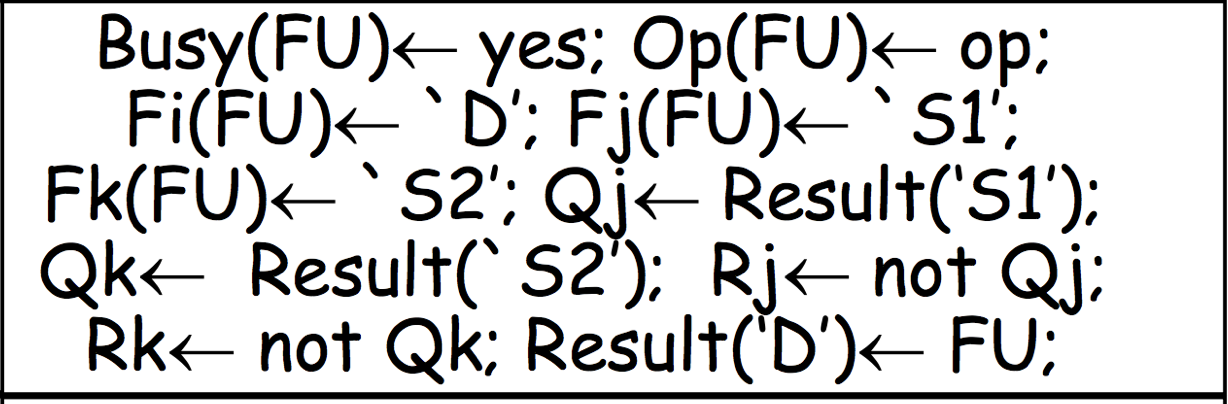 Busy(FU)← yes; Op(FU)← op;
Fi(FU)← `D'; Fj(FU)← `S1';
Fk(FU)← `S2'; Qj← Result('S1');
Qk← Result(`S2'); Rj← not Qj;
Rk← not Qk; Result('D')← FU;